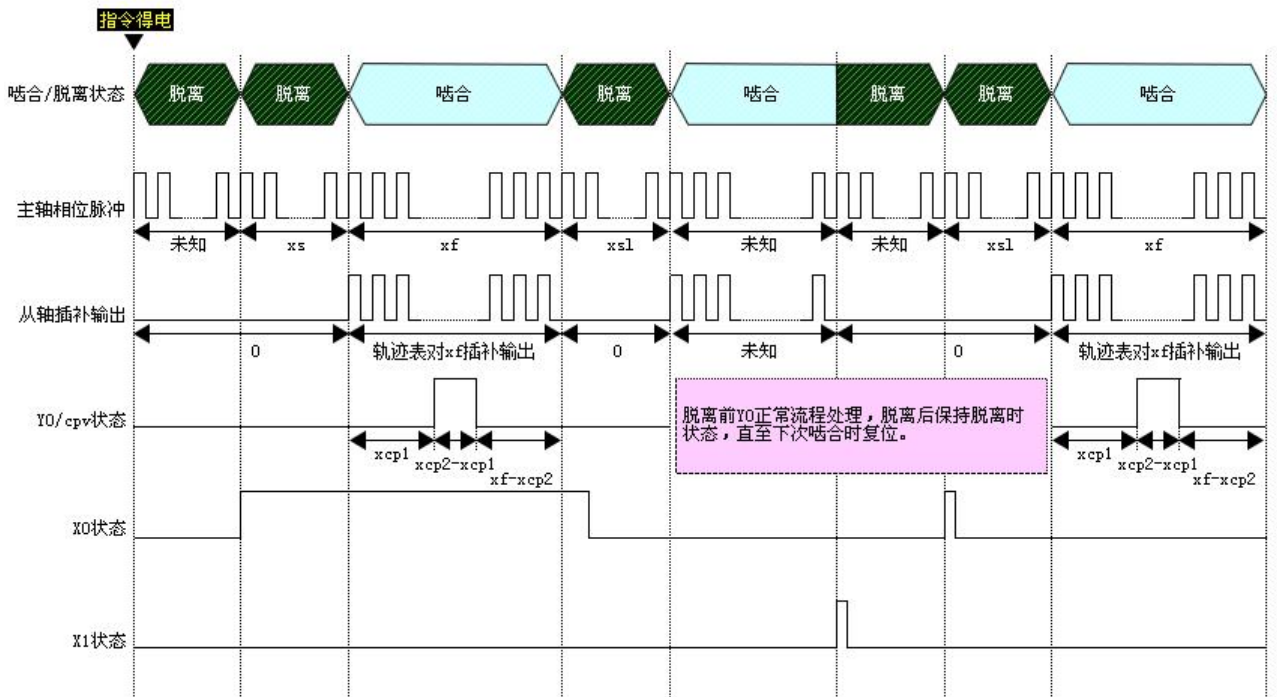 指令得电
啮合/脱离状态
脱离
脱离
啮合
脱离
啮合
脱离
脱离
啮合
主轴相位脉冲
未知
xs
xf
xsl
未知
未知
xsl
xf
从轴插补输出
0
轨迹表对xf插补输出
0
未知
0
轨迹表对xf插补输出
Y0/cpv状态
xcp1
xcp2-xcp1
xf-xcp2
脱离前Y0正常流程处理，脱离后保持脱离时
状态，直至下次啮合时复位。
xcp1
xcp2-xcp1
xf-xcp2
X0状态
X1状态